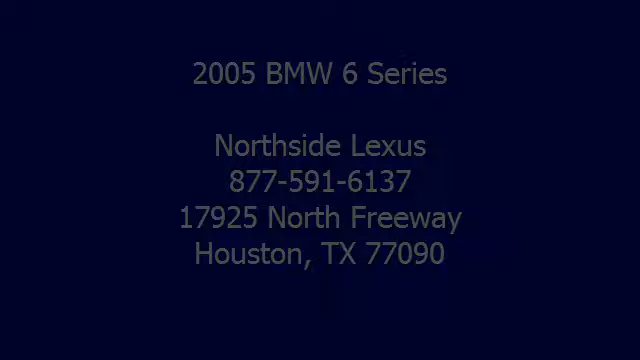 2005 BMW 6 Series
Northside Lexus
877-591-6137
17925 North Freeway
Houston, TX 77090